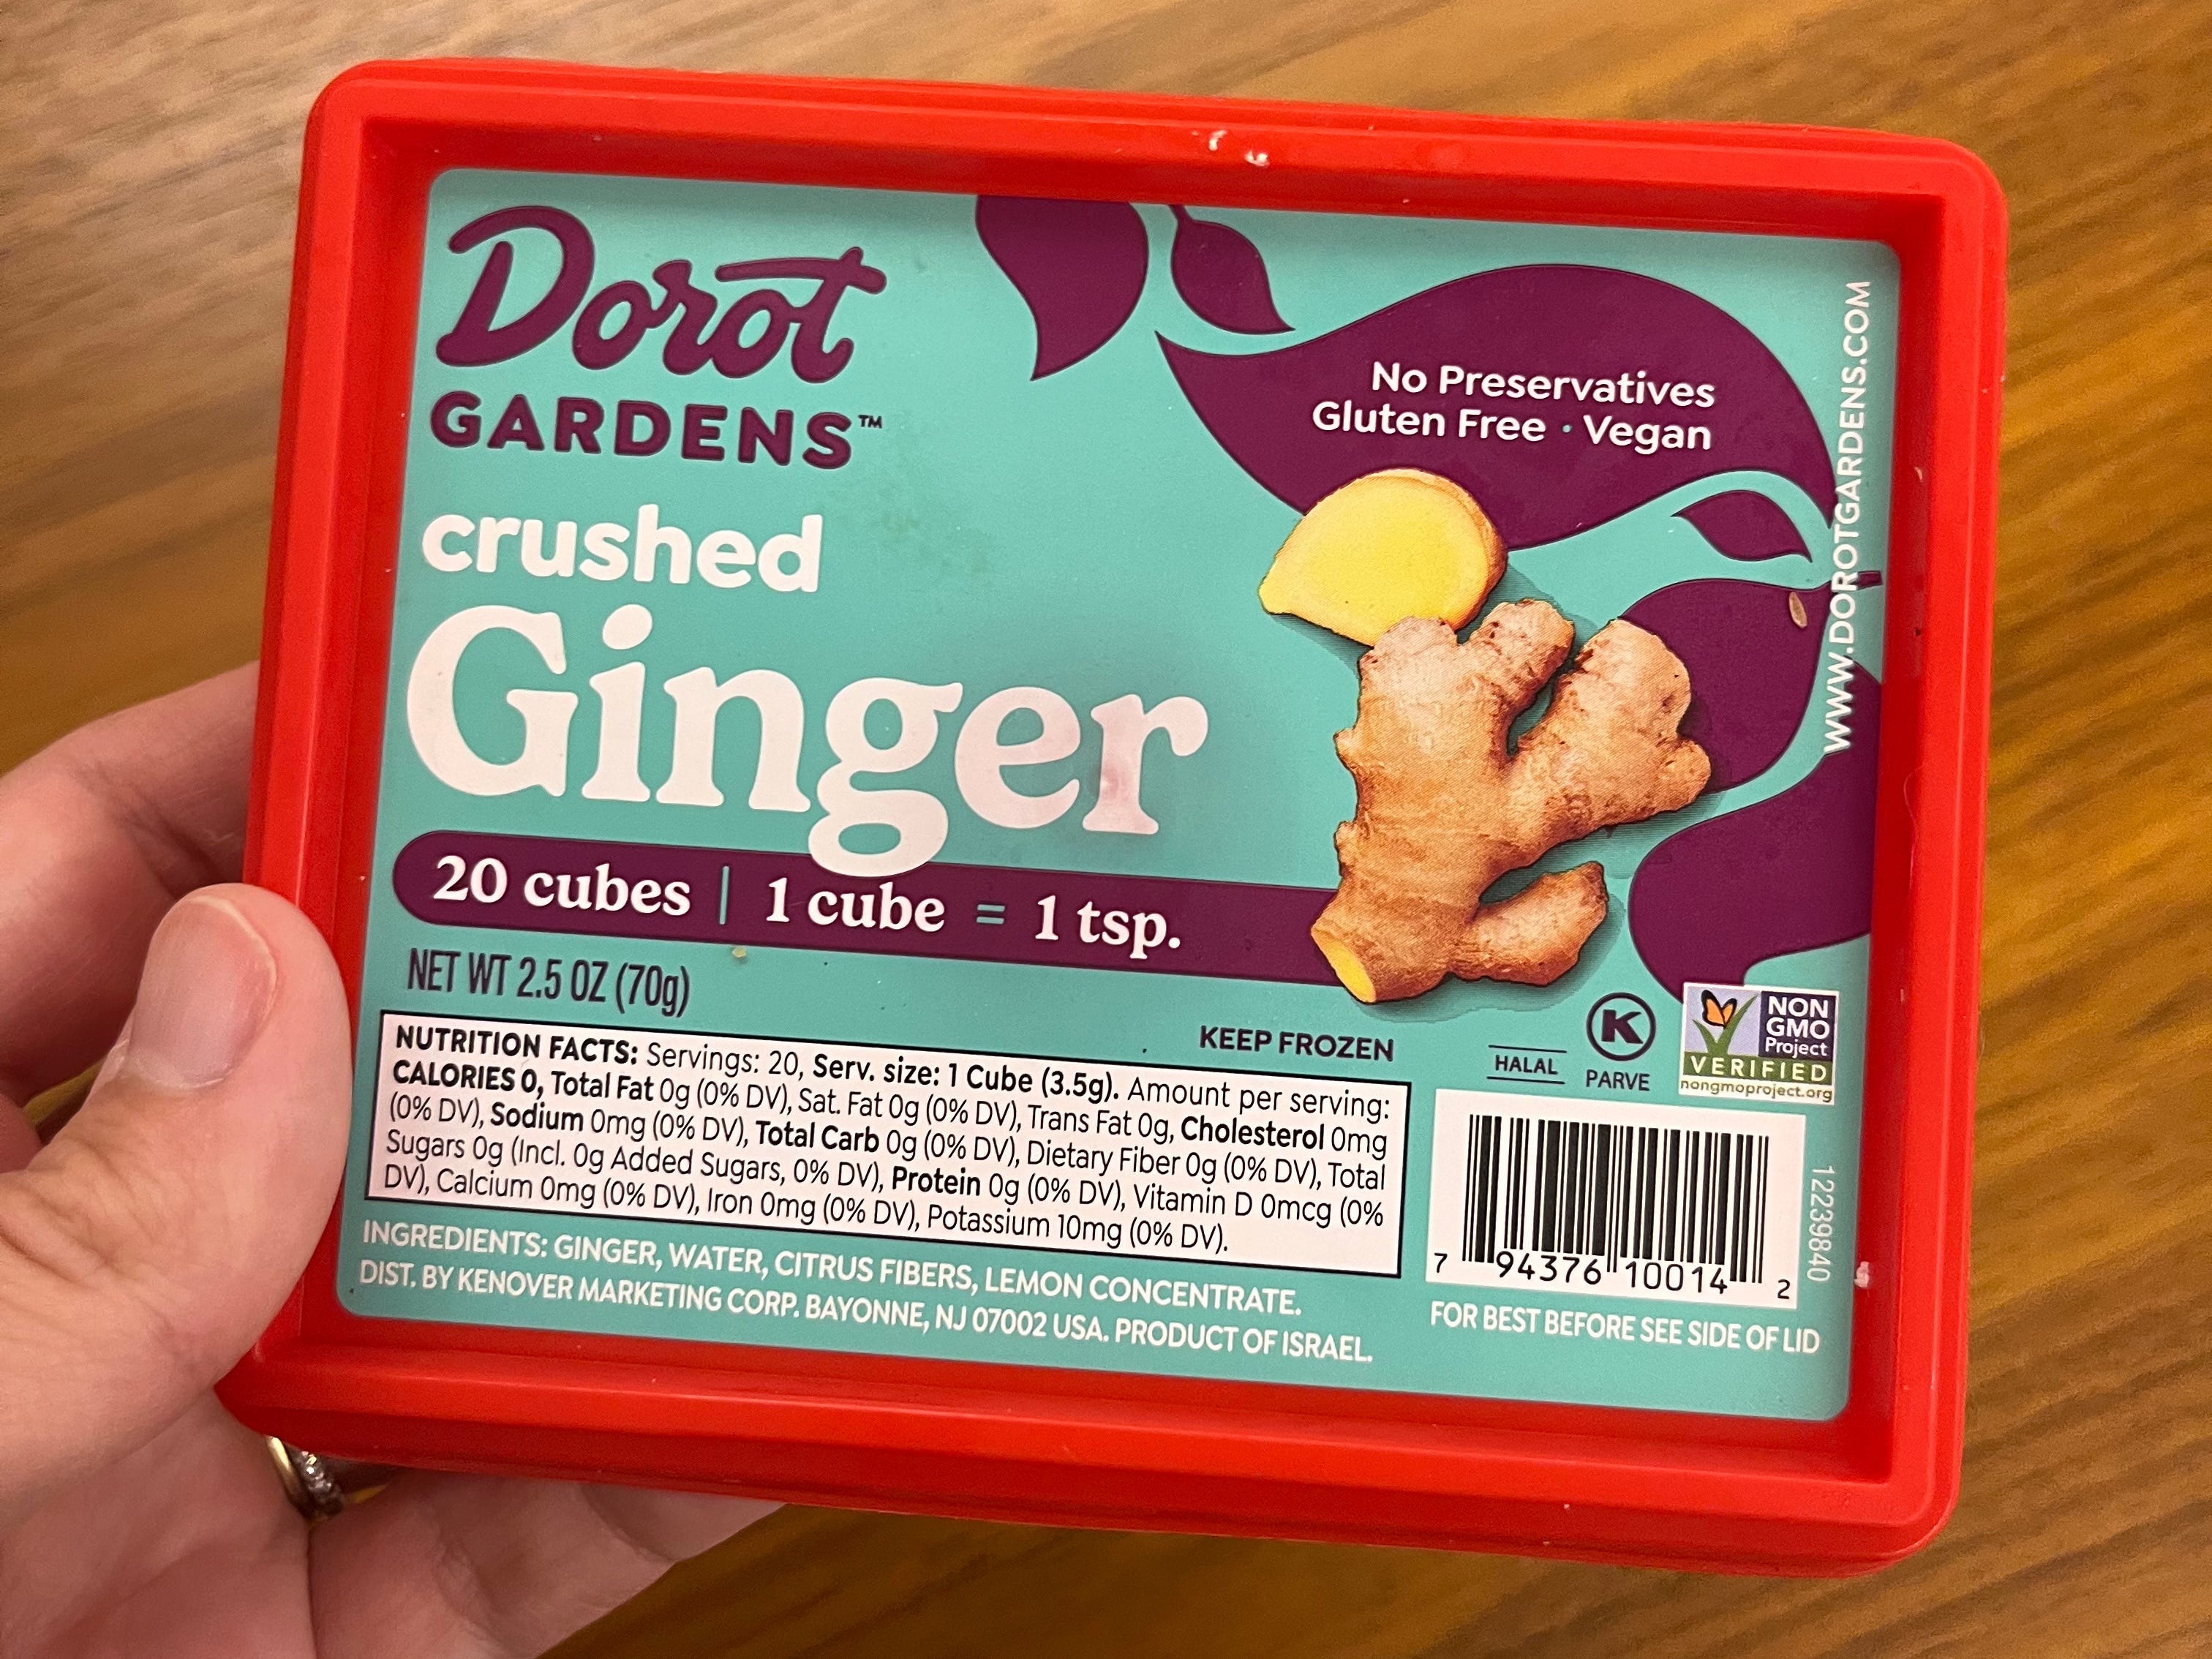 Dorot
GARDENS™
crushed
Ginger
20 cubes | 1 cube = 1 tsp.
NET WT 2.5 OZ (70g)
No Preservatives
Gluten Free · Vegan
WWW.DOROTGARDENS.COM
KEEP FROZEN
HALAL
K
PARVE
NON
GMO
Project
VERIFIED
nongmoproject.org
NUTRITION FACTS: Servings: 20, Serv. size: 1 Cube (3.5g). Amount per serving:
CALORIES 0, Total Fat 0g (0% DV), Sat. Fat 0g (0% DV), Trans Fat 0g, Cholesterol 0mg
(0% DV), Sodium 0mg (0% DV), Total Carb 0g (0% DV), Dietary Fiber 0g (0% DV), Total
Sugars 0g (Incl. 0g Added Sugars, 0% DV), Protein 0g (0% DV), Vitamin D 0mcg (0%
DV), Calcium 0mg (0% DV), Iron 0mg (0% DV), Potassium 10mg (0% DV).
INGREDIENTS: GINGER, WATER, CITRUS FIBERS, LEMON CONCENTRATE.
DIST. BY KENOVER MARKETING CORP. BAYONNE, NJ 07002 USA. PRODUCT OF ISRAEL.
7 94376 10014 2
12239840
FOR BEST BEFORE SEE SIDE OF LID